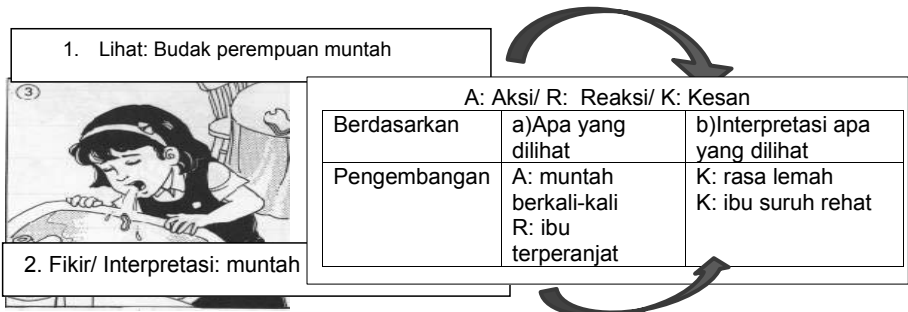 1. Lihat: Budak perempuan muntah
3
A: Aksi/ R: Reaksi/ K: Kesan
Berdasarkan
a)Apa yang
dilihat
b)Interpretasi apa
yang dilihat
Pengembangan
A: muntah
berkali-kali
R: ibu
terperanjat
K: rasa lemah
K: ibu suruh rehat
2. Fikir/ Interpretasi: muntah